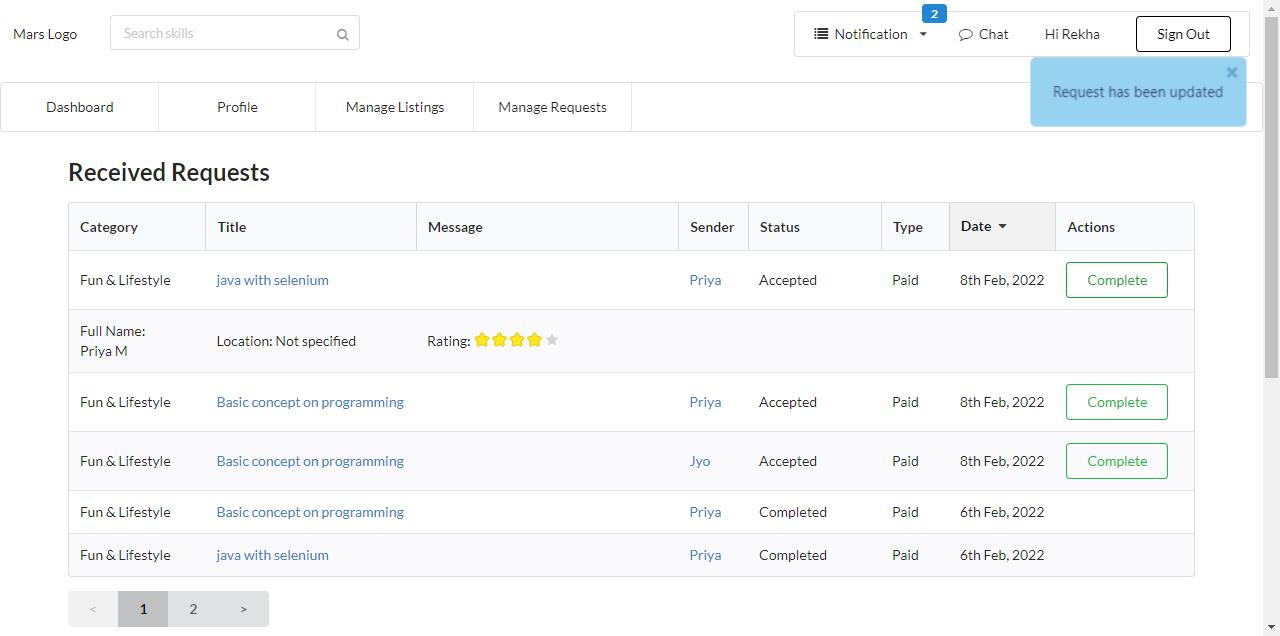 2
Mars Logo Search skills Notification Chat Hi Rekha Sign Out
Request has been updated
Dashboard Profile Manage Listings Manage Requests
Received Requests
Category Title Message Sender Status Type Date Actions
Fun & Lifestyle java with selenium Priya Accepted Paid 8th Feb, 2022 Complete
Full Name:
Priya M Location: Not specified Rating:
Fun & Lifestyle Basic concept on programming Priya Accepted Paid 8th Feb, 2022 Complete
Fun & Lifestyle Basic concept on programming Jyo Accepted Paid 8th Feb, 2022 Complete
Fun & Lifestyle Basic concept on programming Priya Completed Paid 6th Feb, 2022
Fun & Lifestyle java with selenium Priya Completed Paid 6th Feb, 2022
< 1 2 >